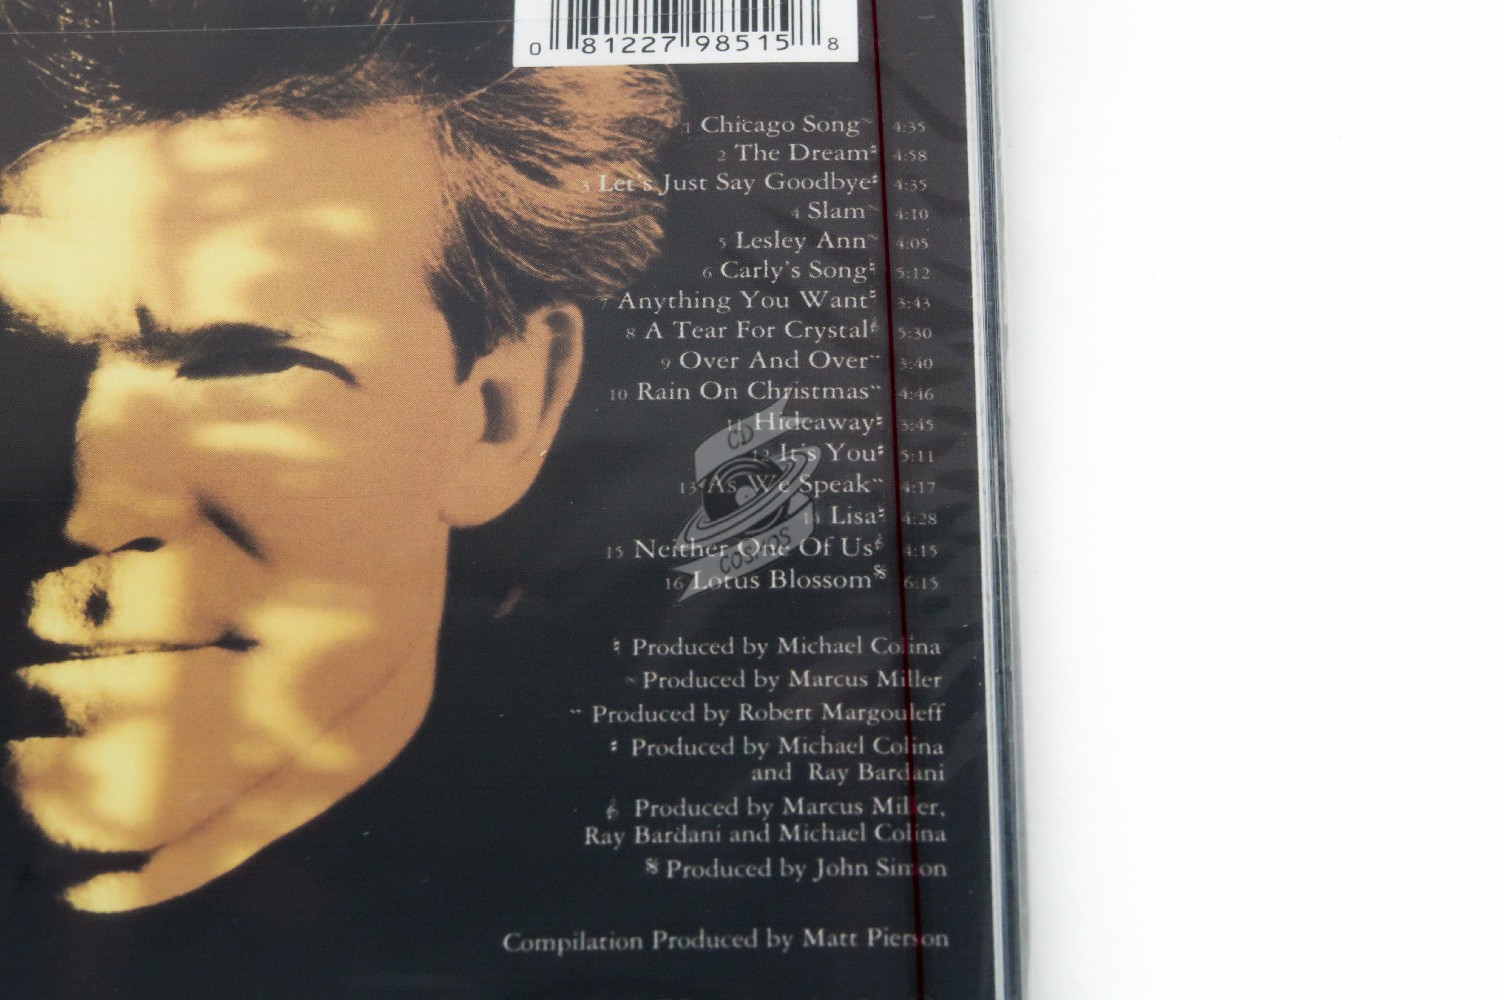 0 81227 98515 8
1 Chicago Song ~ 4:35
2 The Dream 4:58
3 Let's Just Say Goodbye 4:35
4 Slam ~ 4:10
5 Lesley Ann ~ 4:05
6 Carly's Song 5:12
7 Anything You Want 3:43
8 A Tear For Crystal 5:30
9 Over And Over ~~ 3:40
10 Rain On Christmas ~~ 4:46
11 Hideaway 3:45
12 It's You 5:11
13 As We Speak ~~ 4:17
14 Lisa 4:28
15 Neither One Of Us 4:15
16 Lotus Blossom 6:15
CD
COSMOS
Produced by Michael Colina
~ Produced by Marcus Miller
~~ Produced by Robert Margouleff
Produced by Michael Colina
and Ray Bardani
Produced by Marcus Miller,
Ray Bardani and Michael Colina
Produced by John Simon
Compilation Produced by Matt Pierson